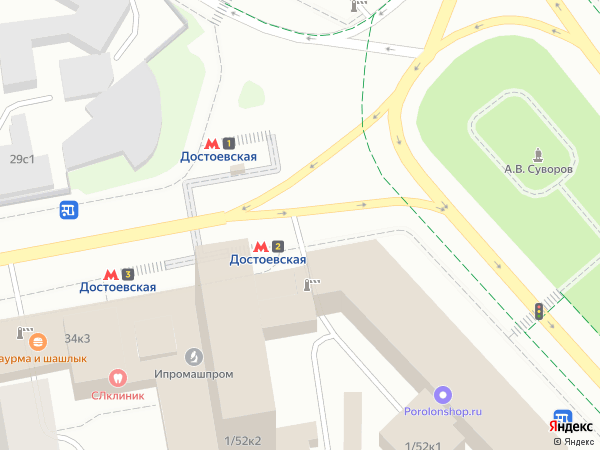 1
Достоевская
29с1
А.В. Суворов
2
Достоевская
3
Достоевская
34к3
аурма и шашлык
Ипромашпром
СЛклиник
Porolonshop.ru
1/52к2
1/52к1
Яндекс
© Яндекс